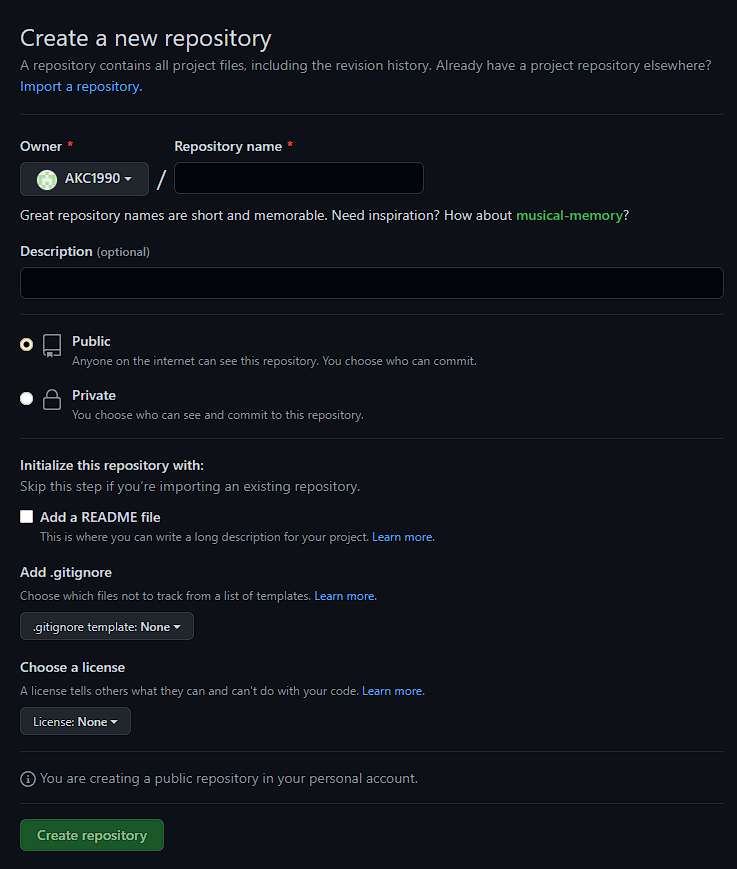 Create a new repository
A repository contains all project files, including the revision history. Already have a project repository elsewhere?
Import a repository.
Owner * Repository name *
AKC1990 /
Great repository names are short and memorable. Need inspiration? How about musical-memory?
Description (optional)
Public
Anyone on the internet can see this repository. You choose who can commit.
Private
You choose who can see and commit to this repository.
Initialize this repository with:
Skip this step if you're importing an existing repository.
Add a README file
This is where you can write a long description for your project. Learn more.
Add .gitignore
Choose which files not to track from a list of templates. Learn more.
.gitignore template: None
Choose a license
A license tells others what they can and can't do with your code. Learn more.
License: None
You are creating a public repository in your personal account.
Create repository